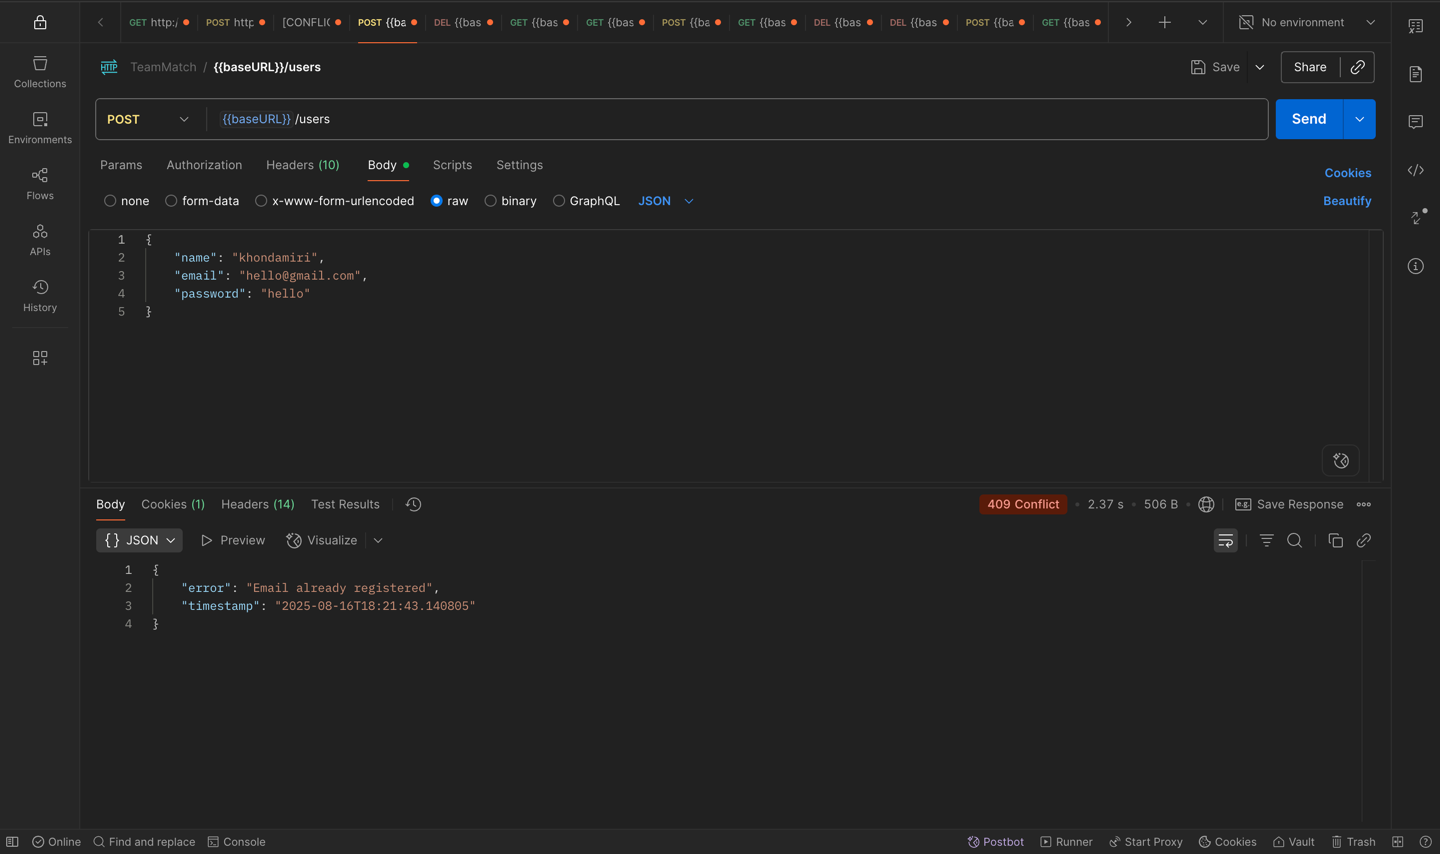 GET http:/
POST http
[CONFLIC
POST {{ba
DEL {{bas
GET {{bas
GET {{bas
POST {{ba
GET {{bas
DEL {{bas
DEL {{bas
POST {{ba
GET {{bas
No environment
Collections
Environments
Flows
APIs
History
HTTP TeamMatch / {{baseURL}}/users
Save
Share
POST {{baseURL}} /users
Send
Params Authorization Headers (10) Body Scripts Settings
Cookies
none form-data x-www-form-urlencoded raw binary GraphQL JSON
Beautify
1 {
2 "name": "khondamiri",
3 "email": "hello@gmail.com",
4 "password": "hello"
5 }
Body Cookies (1) Headers (14) Test Results
409 Conflict • 2.37 s • 506 B
e.g. Save Response
{ } JSON Preview Visualize
1 {
2 "error": "Email already registered",
3 "timestamp": "2025-08-16T18:21:43.140805"
4 }
Online Find and replace Console
Postbot Runner Start Proxy Cookies Vault Trash